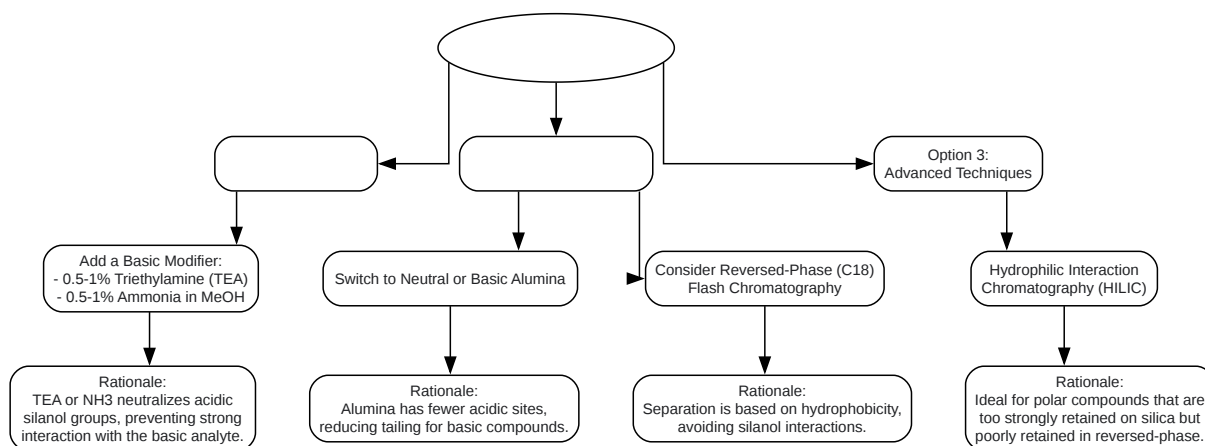 Option 3:
Advanced Techniques
Add a Basic Modifier:
- 0.5-1% Triethylamine (TEA)
- 0.5-1% Ammonia in MeOH
Switch to Neutral or Basic Alumina
Consider Reversed-Phase (C18)
Flash Chromatography
Hydrophilic Interaction
Chromatography (HILIC)
Rationale:
TEA or NH3 neutralizes acidic
silanol groups, preventing strong
interaction with the basic analyte.
Rationale:
Alumina has fewer acidic sites,
reducing tailing for basic compounds.
Rationale:
Separation is based on hydrophobicity,
avoiding silanol interactions.
Rationale:
Ideal for polar compounds that are
too strongly retained on silica but
poorly retained in reversed-phase.